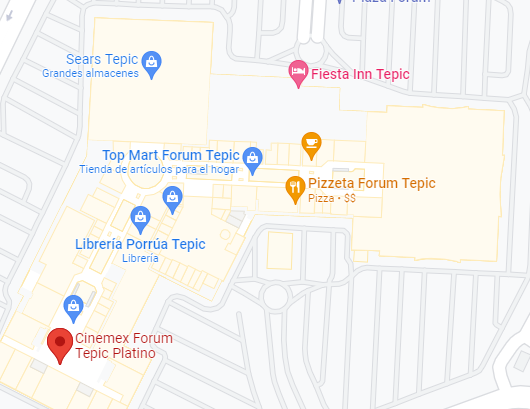 Plaza Forum
Sears Tepic
Grandes almacenes
Fiesta Inn Tepic
Top Mart Forum Tepic
Tienda de artículos para el hogar
Pizzeta Forum Tepic
Pizza • $$
Librería Porrúa Tepic
Librería
Cinemex Forum
Tepic Platino